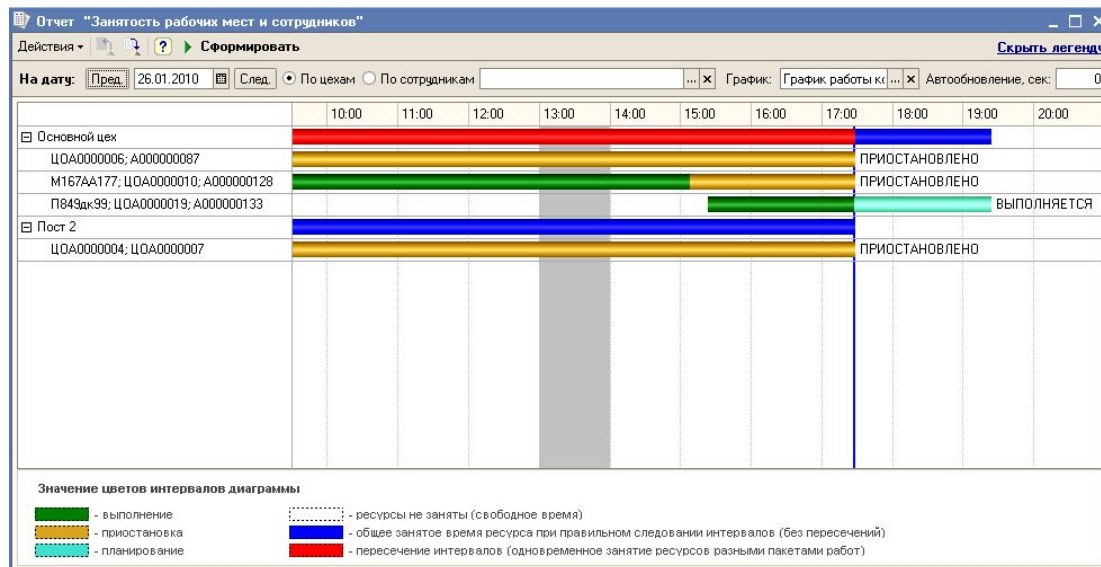 Отчет "Занятость рабочих мест и сотрудников"
Действия ? Сформировать Скрыть легенду
На дату: Пред. 26.01.2010 След. По цехам По сотрудникам ... x График: График работы кс ... x Автообновление, сек: 0
10:00 11:00 12:00 13:00 14:00 15:00 16:00 17:00 18:00 19:00 20:00
Основной цех
ЦОА0000006; А000000087 ПРИОСТАНОВЛЕНО
М167АА177; ЦОА0000010; А000000128 ПРИОСТАНОВЛЕНО
П849дк99; ЦОА0000019; А000000133 ВЫПОЛНЯЕТСЯ
Пост 2
ЦОА0000004; ЦОА0000007 ПРИОСТАНОВЛЕНО
Значение цветов интервалов диаграммы
- выполнение - ресурсы не заняты (свободное время)
- приостановка - общее занятое время ресурса при правильном следовании интервалов (без пересечений)
- планирование - пересечение интервалов (одновременное занятие ресурсов разными пакетами работ)